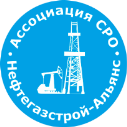 Ассоциация СРО
Нефтегазстрой-Альянс